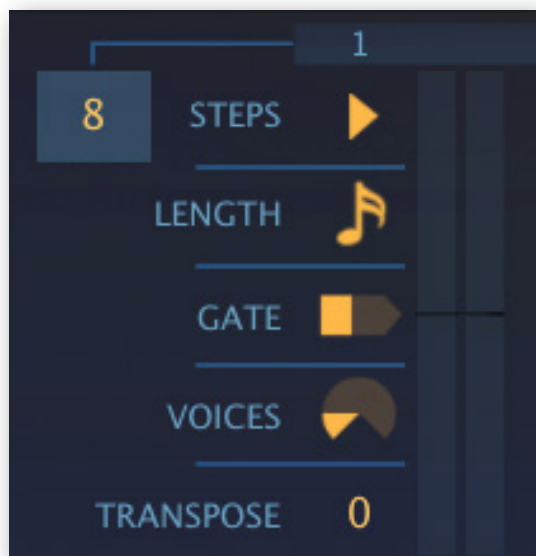 1
8 STEPS
LENGTH
GATE
VOICES
TRANSPOSE 0